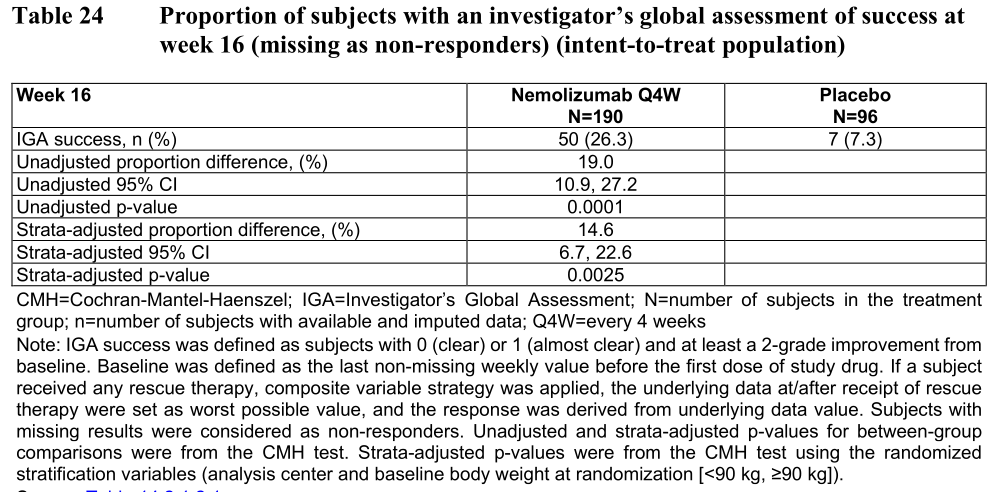 Table 24 Proportion of subjects with an investigator's global assessment of success at
week 16 (missing as non-responders) (intent-to-treat population)
Week 16 Nemolizumab Q4W Placebo
N=190 N=96
IGA success, n (%) 50 (26.3) 7 (7.3)
Unadjusted proportion difference, (%) 19.0
Unadjusted 95% CI 10.9, 27.2
Unadjusted p-value 0.0001
Strata-adjusted proportion difference, (%) 14.6
Strata-adjusted 95% CI 6.7, 22.6
Strata-adjusted p-value 0.0025
CMH=Cochran-Mantel-Haenszel; IGA=Investigator's Global Assessment; N=number of subjects in the treatment
group; n=number of subjects with available and imputed data; Q4W=every 4 weeks
Note: IGA success was defined as subjects with 0 (clear) or 1 (almost clear) and at least a 2-grade improvement from
baseline. Baseline was defined as the last non-missing weekly value before the first dose of study drug. If a subject
received any rescue therapy, composite variable strategy was applied, the underlying data at/after receipt of rescue
therapy were set as worst possible value, and the response was derived from underlying data value. Subjects with
missing results were considered as non-responders. Unadjusted and strata-adjusted p-values for between-group
comparisons were from the CMH test. Strata-adjusted p-values were from the CMH test using the randomized
stratification variables (analysis center and baseline body weight at randomization [<90 kg, ≥90 kg]).